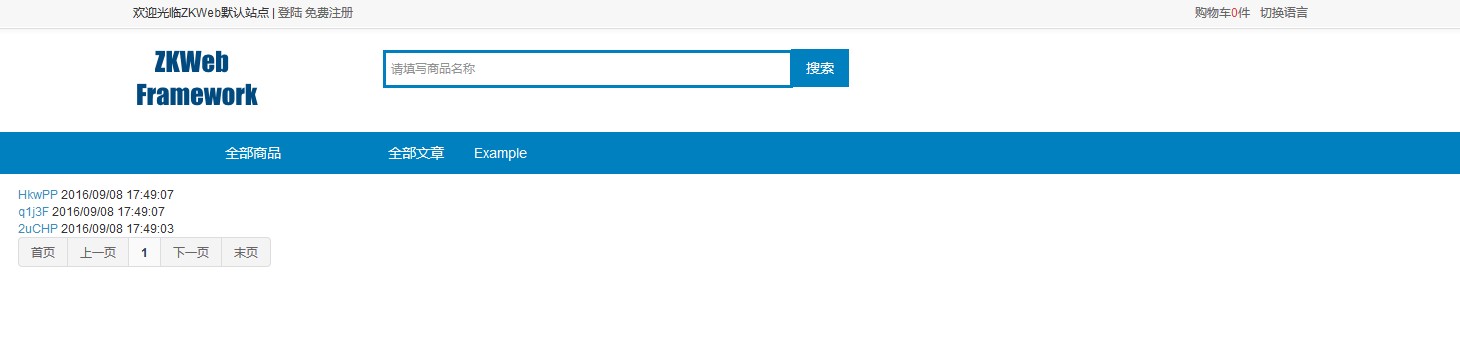 欢迎光临ZKWeb默认站点 | 登陆 免费注册 购物车0件 切换语言
ZKWeb
Framework
请填写商品名称 搜索
全部商品 全部文章 Example
HkwPP 2016/09/08 17:49:07
q1j3F 2016/09/08 17:49:07
2uCHP 2016/09/08 17:49:03
首页 上一页 1 下一页 末页